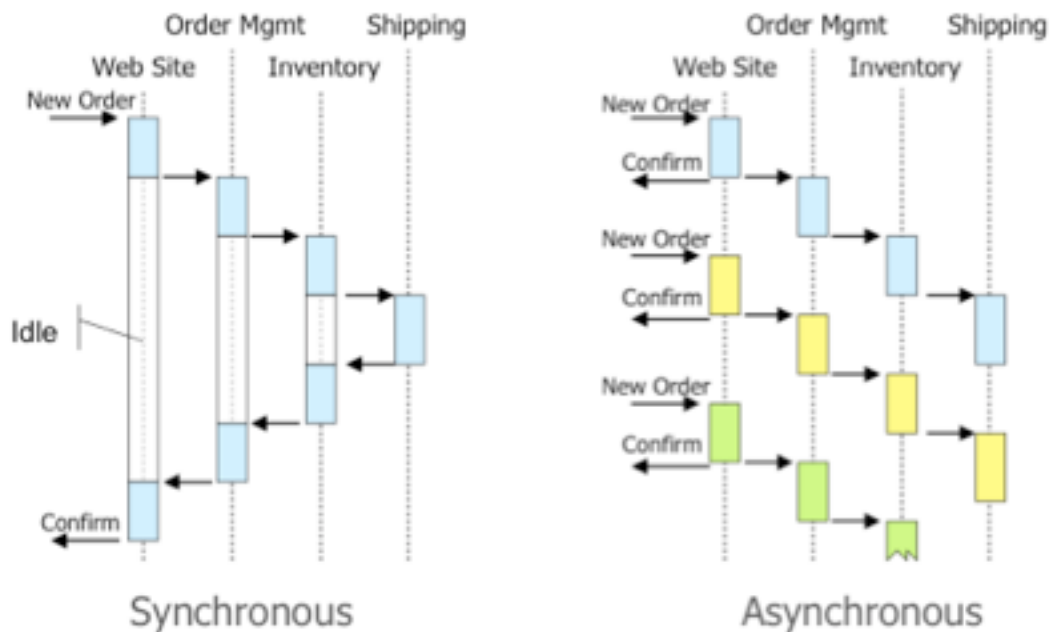 Order Mgmt Shipping
Web Site Inventory
New Order
Idle
Confirm
Synchronous
Order Mgmt Shipping
Web Site Inventory
New Order
Confirm
New Order
Confirm
New Order
Confirm
Asynchronous